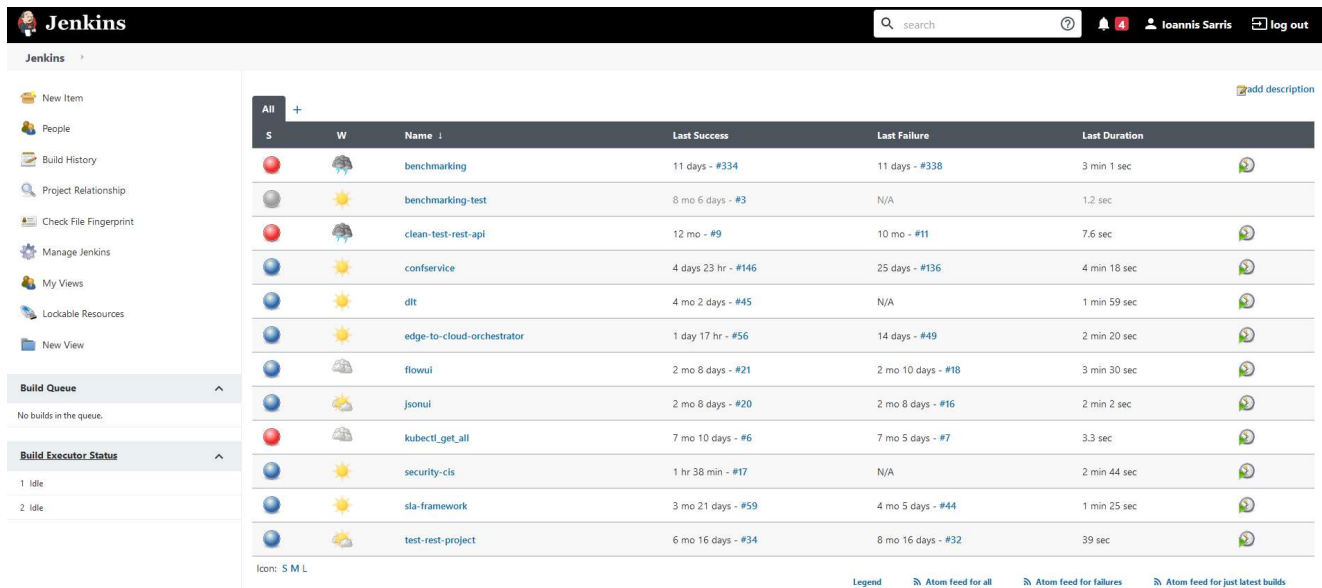 Jenkins
search
4
Ioannis Sarris
log out
Jenkins
add description
New Item
People
Build History
Project Relationship
Check File Fingerprint
Manage Jenkins
My Views
Lockable Resources
New View
Build Queue
No builds in the queue.
Build Executor Status
1 Idle
2 Idle
All +
S W Name ↓ Last Success Last Failure Last Duration
benchmarking 11 days - #334 11 days - #338 3 min 1 sec
benchmarking-test 8 mo 6 days - #3 N/A 1.2 sec
clean-test-rest-api 12 mo - #9 10 mo - #11 7.6 sec
confservice 4 days 23 hr - #146 25 days - #136 4 min 18 sec
dlt 4 mo 2 days - #45 N/A 1 min 59 sec
edge-to-cloud-orchestrator 1 day 17 hr - #56 14 days - #49 2 min 20 sec
flowui 2 mo 8 days - #21 2 mo 10 days - #18 3 min 30 sec
jsonui 2 mo 8 days - #20 2 mo 8 days - #16 2 min 2 sec
kubectl_get_all 7 mo 10 days - #6 7 mo 5 days - #7 3.3 sec
security-cis 1 hr 38 min - #17 N/A 2 min 44 sec
sla-framework 3 mo 21 days - #59 4 mo 5 days - #44 1 min 25 sec
test-rest-project 6 mo 16 days - #34 8 mo 16 days - #32 39 sec
Icon: S M L
Legend Atom feed for all Atom feed for failures Atom feed for just latest builds